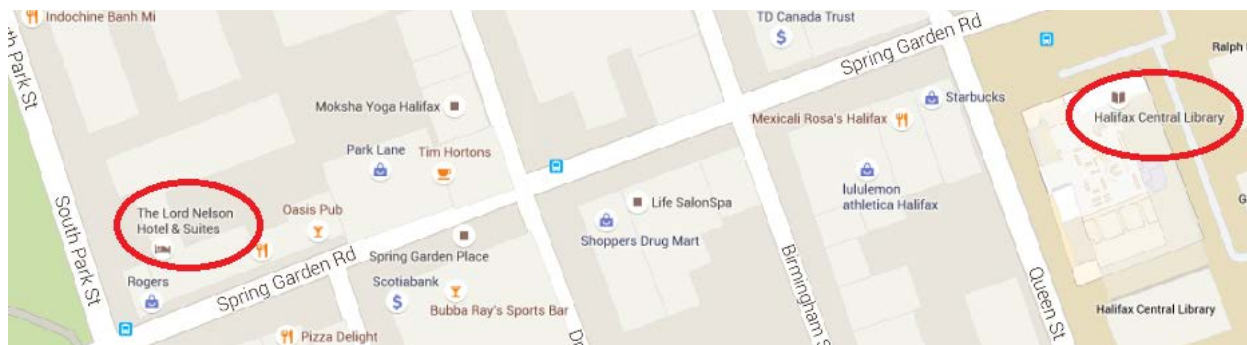 Indochine Banh Mi
TD Canada Trust
Spring Garden Rd
Ralph
South Park St
Moksha Yoga Halifax
Starbucks
Mexicali Rosa's Halifax
Halifax Central Library
Park Lane
Tim Hortons
lululemon
athletica Halifax
The Lord Nelson
Hotel & Suites
Oasis Pub
Life SalonSpa
Shoppers Drug Mart
South Park St
Spring Garden Place
Rogers
Spring Garden Rd
Scotiabank
Bubba Ray's Sports Bar
Birmingham S
Queen St
Halifax Central Library
Pizza Delight